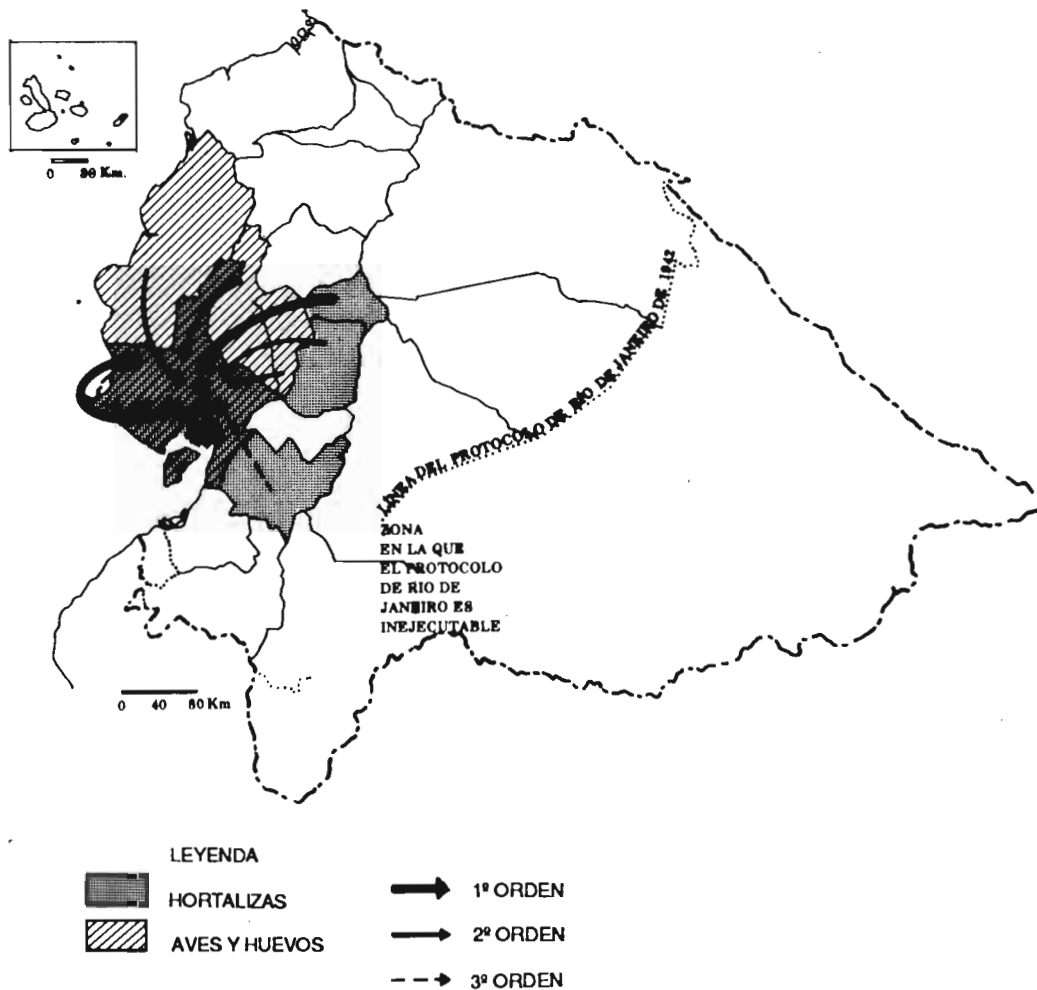 0 30 Km.
LINEA DEL PROTOCOLO DE RIO DE JANEIRO DE 1942
ZONA
EN LA QUE
EL PROTOCOLO
DE RIO DE
JANEIRO ES
INEJECUTABLE
0 40 80 Km
LEYENDA
HORTALIZAS
AVES Y HUEVOS
1º ORDEN
2º ORDEN
3º ORDEN